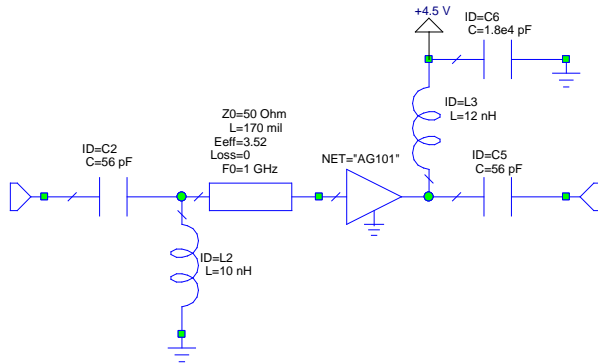 +4.5 V
ID=C6
C=1.8e4 pF
ID=L3
L=12 nH
Z0=50 Ohm
L=170 mil
Eeff=3.52
Loss=0
F0=1 GHz
ID=C2
C=56 pF
NET="AG101"
ID=C5
C=56 pF
ID=L2
L=10 nH